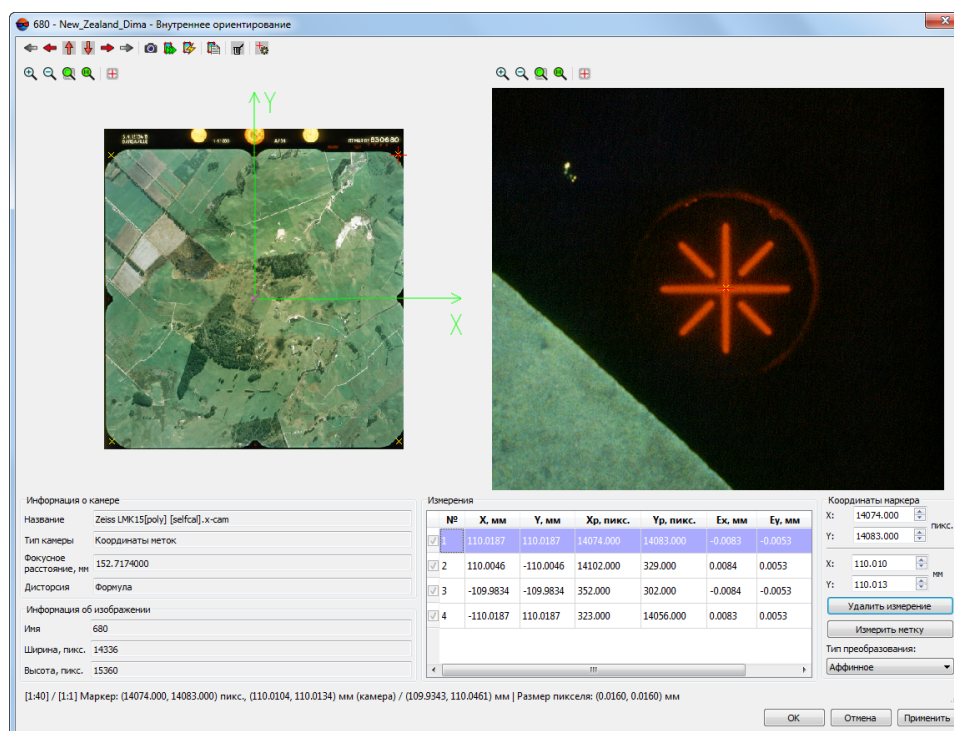 680 - New_Zealand_Dima - Внутреннее ориентирование
Y
X
830680
Информация о камере
Название Zeiss LMK15[poly] [selfcal].x-cam
Тип камеры Координаты меток
Фокусное расстояние, мм 152.7174000
Дисторсия Формула
Информация об изображении
Имя 680
Ширина, пикс. 14336
Высота, пикс. 15360
Измерения
№ X, мм Y, мм Xp, пикс. Yp, пикс. Ex, мм Ey, мм
1 110.0187 110.0187 14074.000 14083.000 -0.0083 -0.0053
2 110.0046 -110.0046 14102.000 329.000 0.0084 0.0053
3 -109.9834 -109.9834 352.000 302.000 -0.0084 -0.0053
4 -110.0187 110.0187 323.000 14056.000 0.0083 0.0053
Координаты маркера
X: 14074.000
пикс.
Y: 14083.000
X: 110.010
мм
Y: 110.013
Удалить измерение
Измерить метку
Тип преобразования:
Аффинное
[1:40] / [1:1] Маркер: (14074.000, 14083.000) пикс., (110.0104, 110.0134) мм (камера) / (109.9343, 110.0461) мм | Размер пикселя: (0.0160, 0.0160) мм
OK Отмена Применить